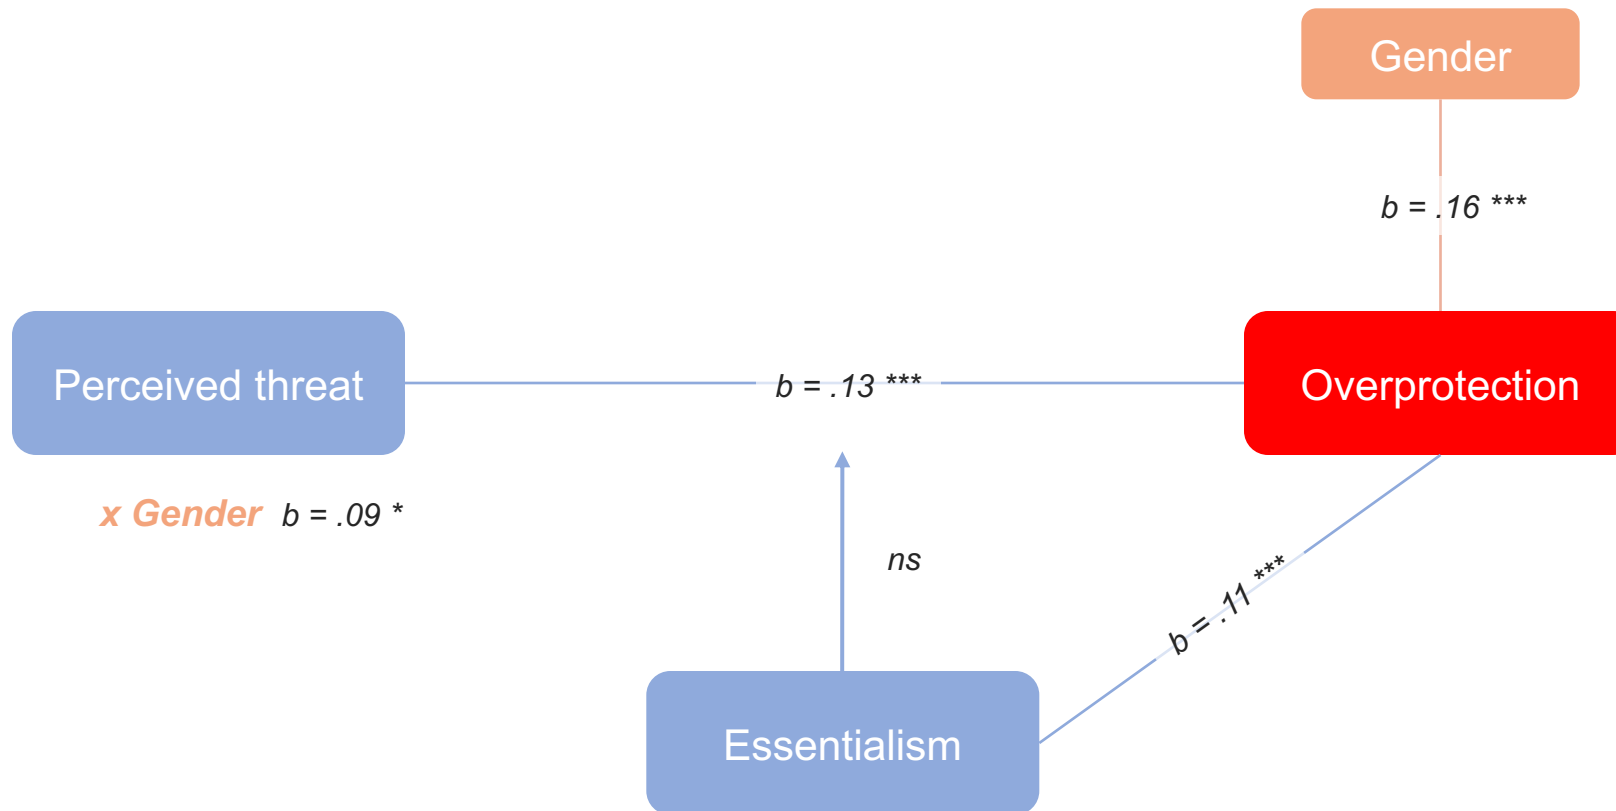 Gender
b = .16 ***
Perceived threat
b = .13 ***
Overprotection
x Gender b = .09 *
ns
b = .11 ***
Essentialism